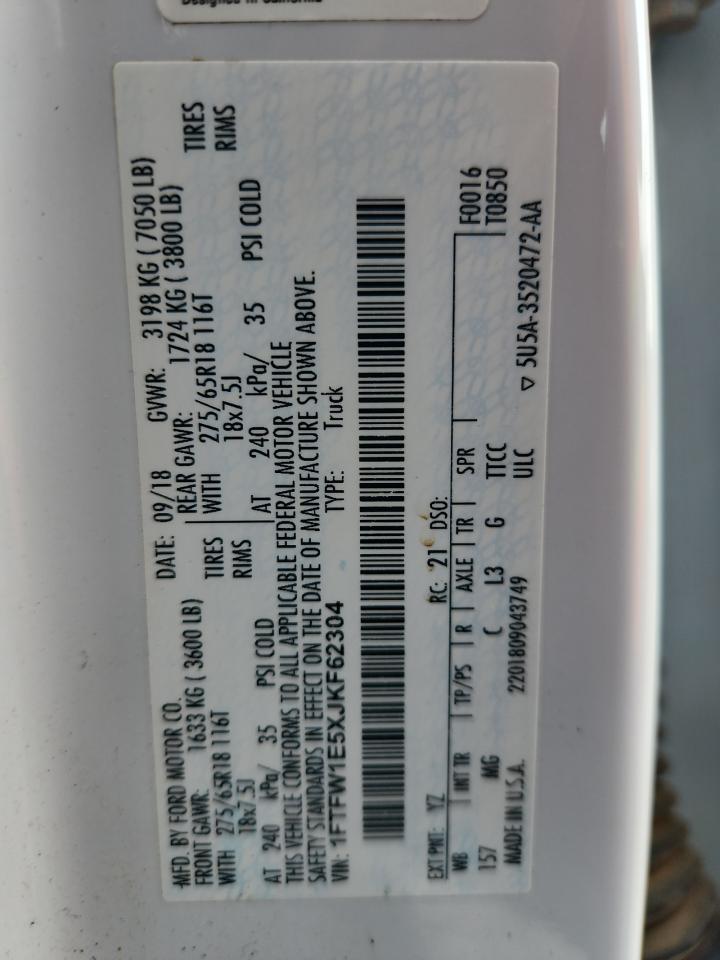 Designed in California
MFD. BY FORD MOTOR CO. DATE: 09/18 GVWR: 3198 KG ( 7050 LB)
FRONT GAWR: 1633 KG ( 3600 LB) REAR GAWR: 1724 KG ( 3800 LB)
WITH 275/65R18 116T TIRES WITH 275/65R18 116T TIRES
18x7.5J RIMS 18x7.5J RIMS
AT 240 kPa/ 35 PSI COLD AT 240 kPa/ 35 PSI COLD
THIS VEHICLE CONFORMS TO ALL APPLICABLE FEDERAL MOTOR VEHICLE
SAFETY STANDARDS IN EFFECT ON THE DATE OF MANUFACTURE SHOWN ABOVE.
VIN: 1FTFW1E5XJKF62304 TYPE: Truck
EXT PNT: YZ RC: 21 DSO: F0016
WB INT TR TP/PS R AXLE TR SPR T0850
157 MG C L3 G TTCC
MADE IN U.S.A. 2201809043749 ULC ▽ 5U5A-3520472-AA